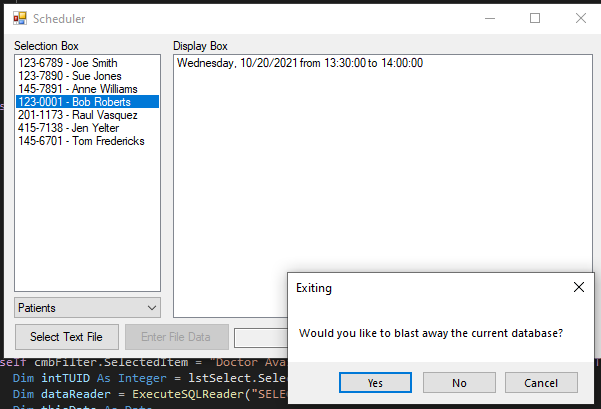 Scheduler
Selection Box
Display Box
123-6789 - Joe Smith
123-7890 - Sue Jones
145-7891 - Anne Williams
123-0001 - Bob Roberts
201-1173 - Raul Vasquez
415-7138 - Jen Yelter
145-6701 - Tom Fredericks
Wednesday, 10/20/2021 from 13:30:00 to 14:00:00
Patients
Select Text File
Enter File Data
Exiting
Would you like to blast away the current database?
Yes
No
Cancel
self cmbFilter.SelectedItem = "Doctor Ava
Dim intTUID As Integer = lstSelect.Selec
Dim dataReader = ExecuteSQLReader("SELEC
Dim thisDate As Date